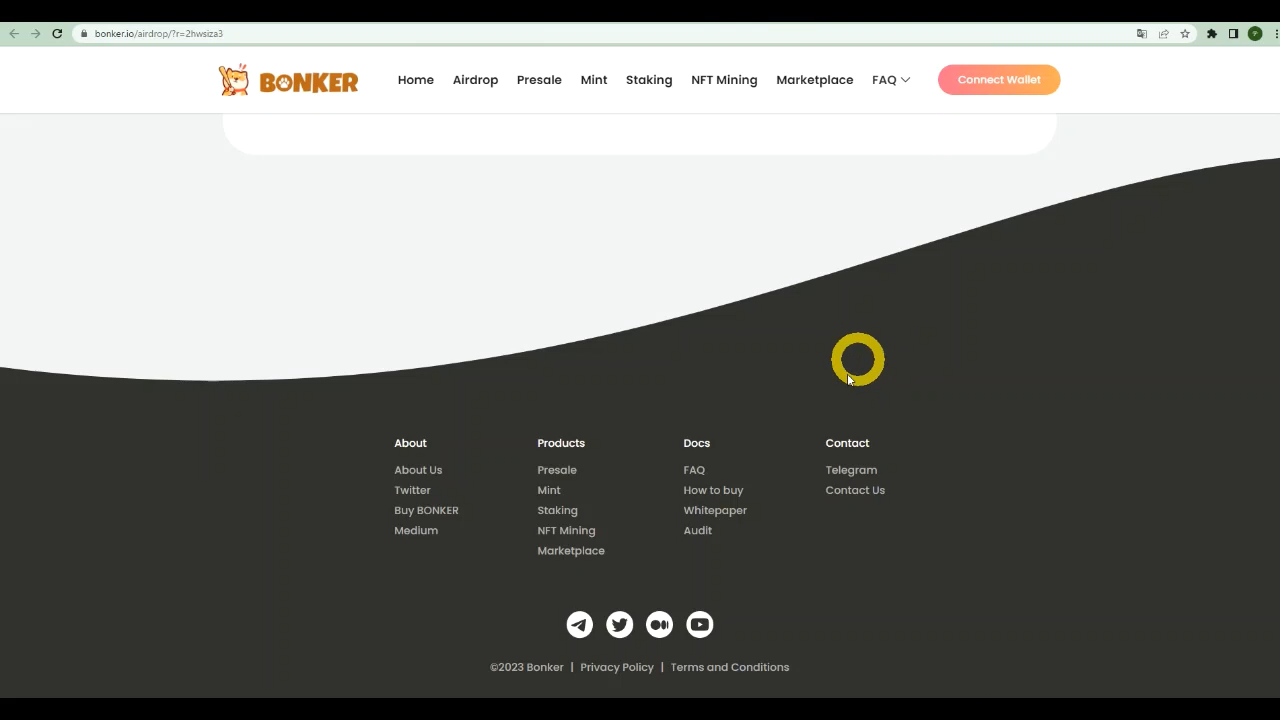 bonker.io/airdrop/?r=2hwsiza3
BONKER Home Airdrop Presale Mint Staking NFT Mining Marketplace FAQ Connect Wallet
About
About Us
Twitter
Buy BONKER
Medium
Products
Presale
Mint
Staking
NFT Mining
Marketplace
Docs
FAQ
How to buy
Whitepaper
Audit
Contact
Telegram
Contact Us
©2023 Bonker | Privacy Policy | Terms and Conditions